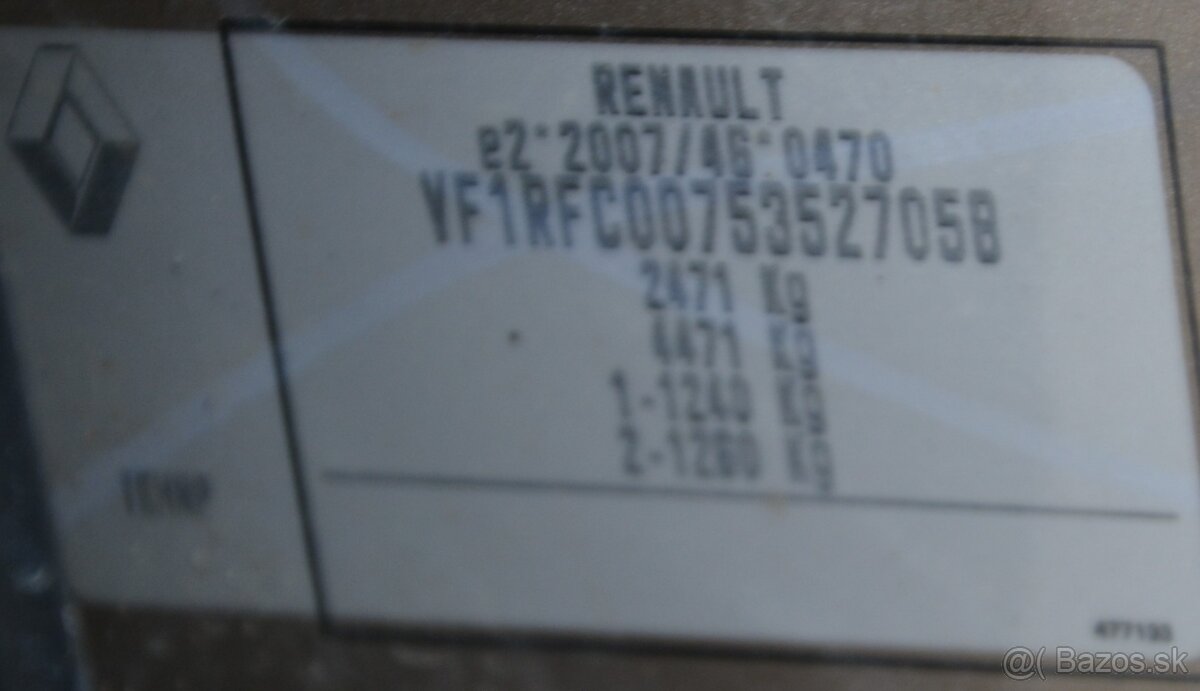 RENAULT
e2*2007/46*0470
VF1RFC00753527058
2471 Kg
4471 Kg
1-1240 Kg
2-1280 Kg
477133
@( Bazos.sk